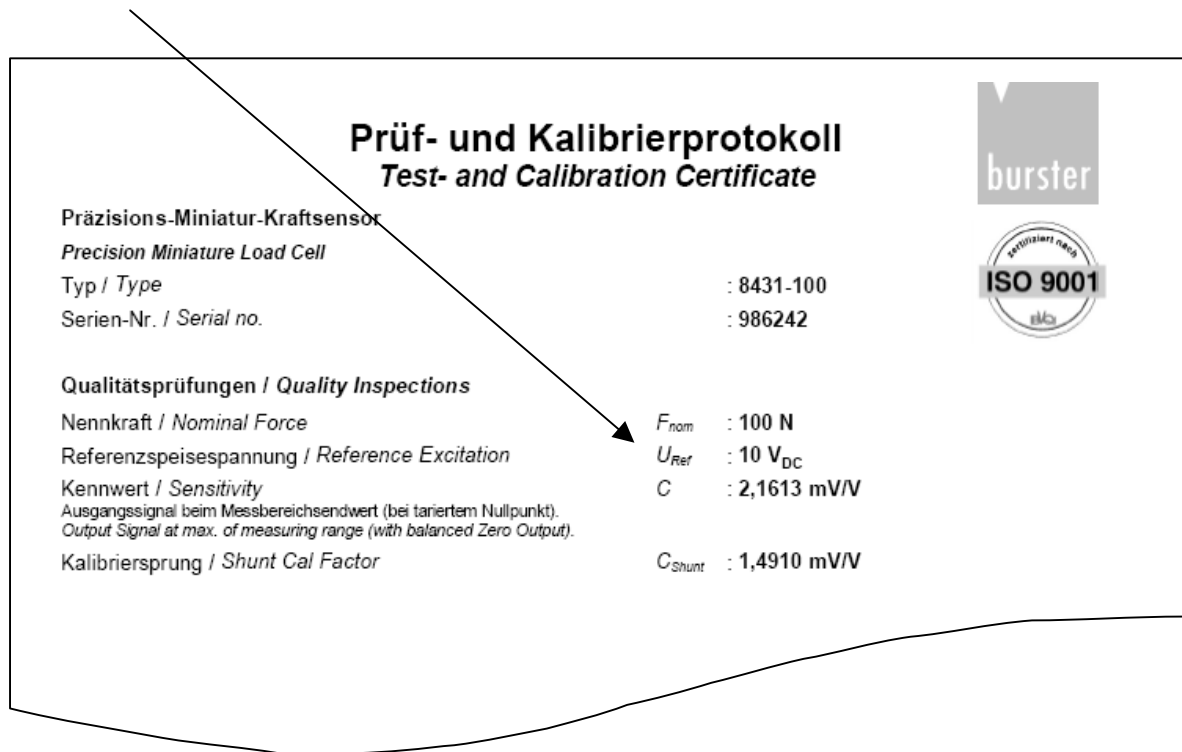 Prüf- und Kalibrierprotokoll
Test- and Calibration Certificate
burster
Präzisions-Miniatur-Kraftsensor
Precision Miniature Load Cell
Typ / Type : 8431-100
Serien-Nr. / Serial no. : 986242
zertifiziert nach
ISO 9001
Qualitätsprüfungen / Quality Inspections
Nennkraft / Nominal Force Fnom : 100 N
Referenzspeisespannung / Reference Excitation URef : 10 VDC
Kennwert / Sensitivity C : 2,1613 mV/V
Ausgangssignal beim Messbereichsendwert (bei tariertem Nullpunkt).
Output Signal at max. of measuring range (with balanced Zero Output).
Kalibriersprung / Shunt Cal Factor CShunt : 1,4910 mV/V